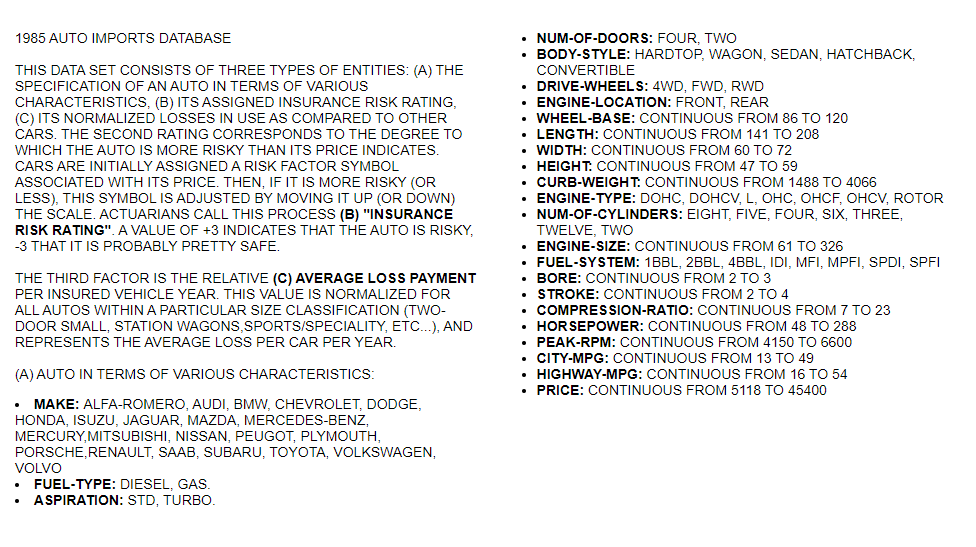 1985 AUTO IMPORTS DATABASE
THIS DATA SET CONSISTS OF THREE TYPES OF ENTITIES: (A) THE
SPECIFICATION OF AN AUTO IN TERMS OF VARIOUS
CHARACTERISTICS, (B) ITS ASSIGNED INSURANCE RISK RATING,
(C) ITS NORMALIZED LOSSES IN USE AS COMPARED TO OTHER
CARS. THE SECOND RATING CORRESPONDS TO THE DEGREE TO
WHICH THE AUTO IS MORE RISKY THAN ITS PRICE INDICATES.
CARS ARE INITIALLY ASSIGNED A RISK FACTOR SYMBOL
ASSOCIATED WITH ITS PRICE. THEN, IF IT IS MORE RISKY (OR
LESS), THIS SYMBOL IS ADJUSTED BY MOVING IT UP (OR DOWN)
THE SCALE. ACTUARIANS CALL THIS PROCESS (B) "INSURANCE
RISK RATING". A VALUE OF +3 INDICATES THAT THE AUTO IS RISKY,
-3 THAT IT IS PROBABLY PRETTY SAFE.
THE THIRD FACTOR IS THE RELATIVE (C) AVERAGE LOSS PAYMENT
PER INSURED VEHICLE YEAR. THIS VALUE IS NORMALIZED FOR
ALL AUTOS WITHIN A PARTICULAR SIZE CLASSIFICATION (TWO-
DOOR SMALL, STATION WAGONS,SPORTS/SPECIALITY, ETC...), AND
REPRESENTS THE AVERAGE LOSS PER CAR PER YEAR.
(A) AUTO IN TERMS OF VARIOUS CHARACTERISTICS:
• MAKE: ALFA-ROMERO, AUDI, BMW, CHEVROLET, DODGE,
HONDA, ISUZU, JAGUAR, MAZDA, MERCEDES-BENZ,
MERCURY,MITSUBISHI, NISSAN, PEUGOT, PLYMOUTH,
PORSCHE,RENAULT, SAAB, SUBARU, TOYOTA, VOLKSWAGEN,
VOLVO
• FUEL-TYPE: DIESEL, GAS.
• ASPIRATION: STD, TURBO.
• NUM-OF-DOORS: FOUR, TWO
• BODY-STYLE: HARDTOP, WAGON, SEDAN, HATCHBACK,
CONVERTIBLE
• DRIVE-WHEELS: 4WD, FWD, RWD
• ENGINE-LOCATION: FRONT, REAR
• WHEEL-BASE: CONTINUOUS FROM 86 TO 120
• LENGTH: CONTINUOUS FROM 141 TO 208
• WIDTH: CONTINUOUS FROM 60 TO 72
• HEIGHT: CONTINUOUS FROM 47 TO 59
• CURB-WEIGHT: CONTINUOUS FROM 1488 TO 4066
• ENGINE-TYPE: DOHC, DOHCV, L, OHC, OHCF, OHCV, ROTOR
• NUM-OF-CYLINDERS: EIGHT, FIVE, FOUR, SIX, THREE,
TWELVE, TWO
• ENGINE-SIZE: CONTINUOUS FROM 61 TO 326
• FUEL-SYSTEM: 1BBL, 2BBL, 4BBL, IDI, MFI, MPFI, SPDI, SPFI
• BORE: CONTINUOUS FROM 2 TO 3
• STROKE: CONTINUOUS FROM 2 TO 4
• COMPRESSION-RATIO: CONTINUOUS FROM 7 TO 23
• HORSEPOWER: CONTINUOUS FROM 48 TO 288
• PEAK-RPM: CONTINUOUS FROM 4150 TO 6600
• CITY-MPG: CONTINUOUS FROM 13 TO 49
• HIGHWAY-MPG: CONTINUOUS FROM 16 TO 54
• PRICE: CONTINUOUS FROM 5118 TO 45400